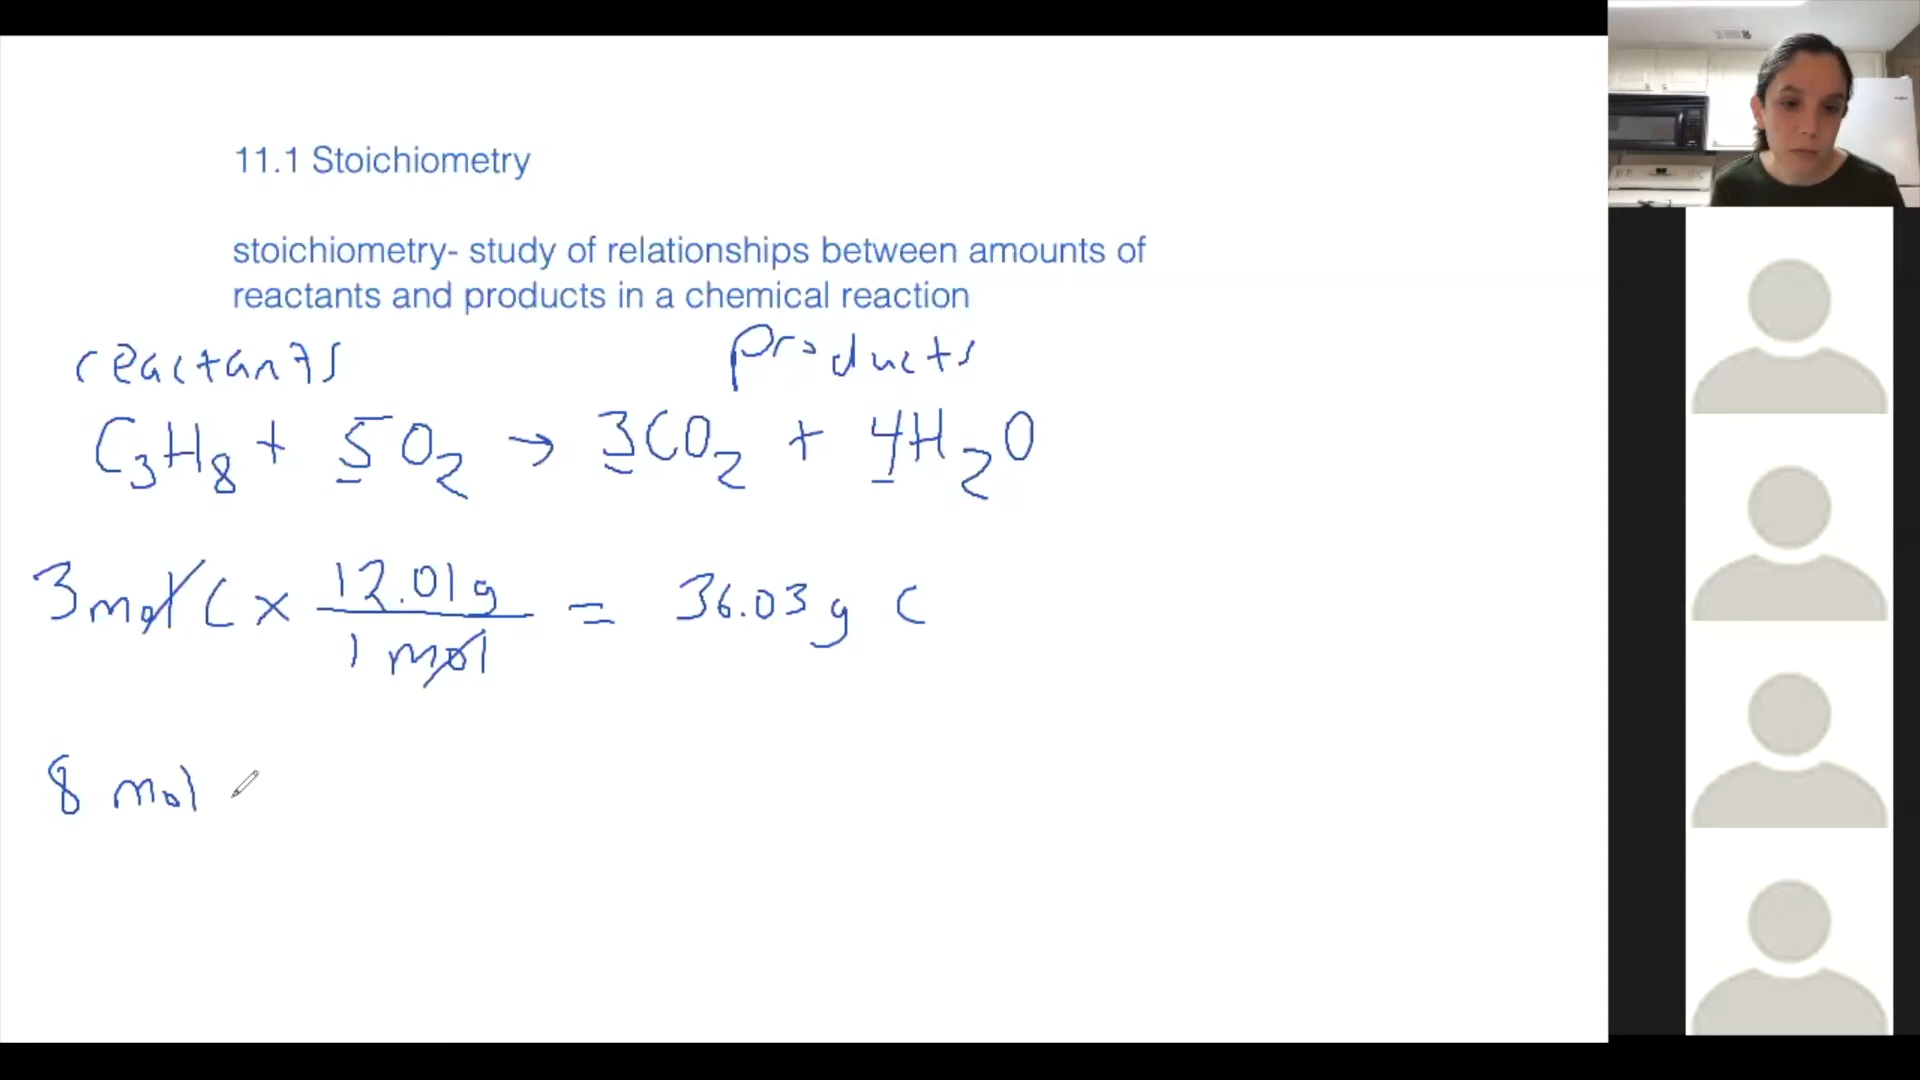 11.1 Stoichiometry
stoichiometry- study of relationships between amounts of
reactants and products in a chemical reaction
reactants products
C₃H₈ + 5O₂ → 3CO₂ + 4H₂O
3 mol C × 12.01g / 1 mol = 36.03 g C
8 mol